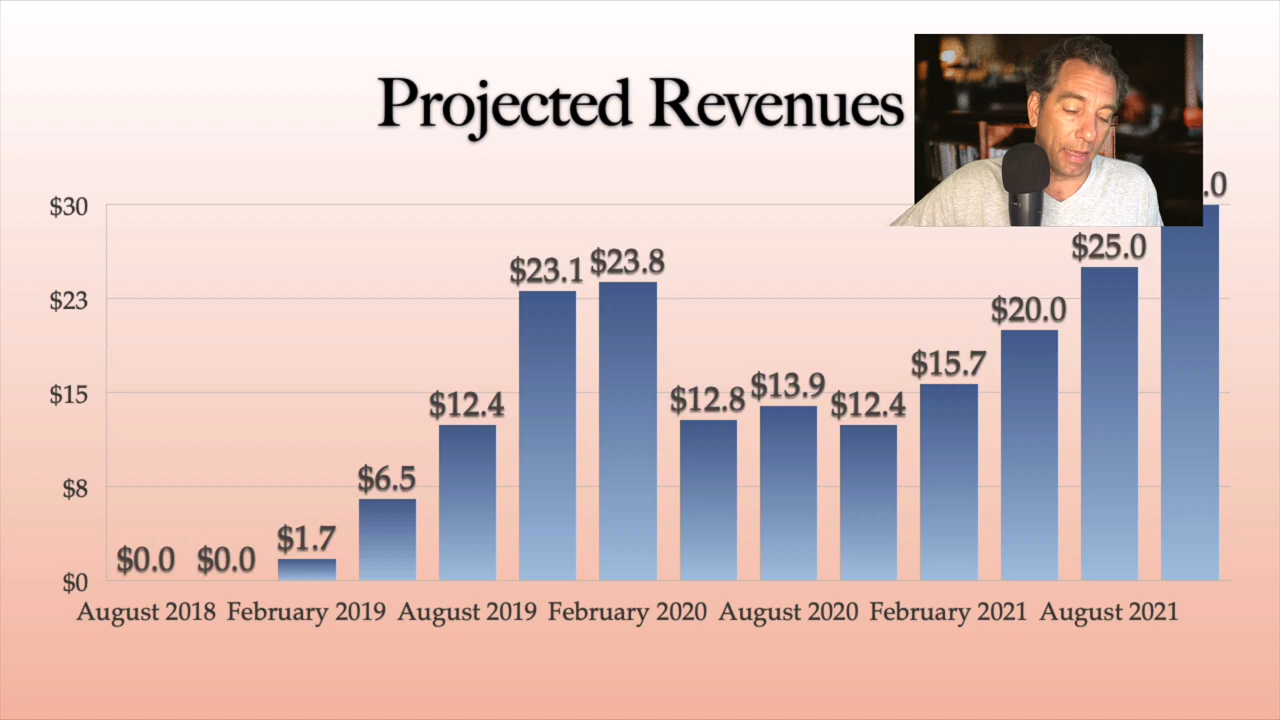 Projected Revenues
$30
$23
$15
$8
$0
$0.0 $0.0 $1.7 $6.5 $12.4 $23.1 $23.8 $12.8 $13.9 $12.4 $15.7 $20.0 $25.0 .0
August 2018 February 2019 August 2019 February 2020 August 2020 February 2021 August 2021